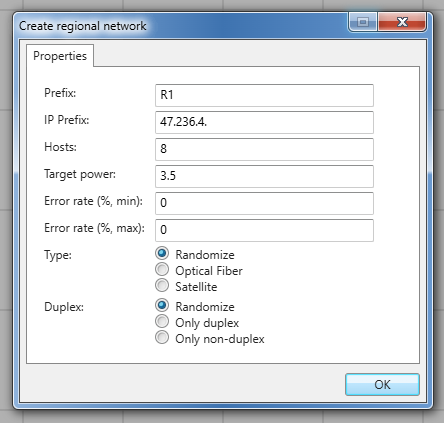 Create regional network
Properties
Prefix: R1
IP Prefix: 47.236.4.
Hosts: 8
Target power: 3.5
Error rate (%, min): 0
Error rate (%, max): 0
Type: Randomize
Optical Fiber
Satellite
Duplex: Randomize
Only duplex
Only non-duplex
OK